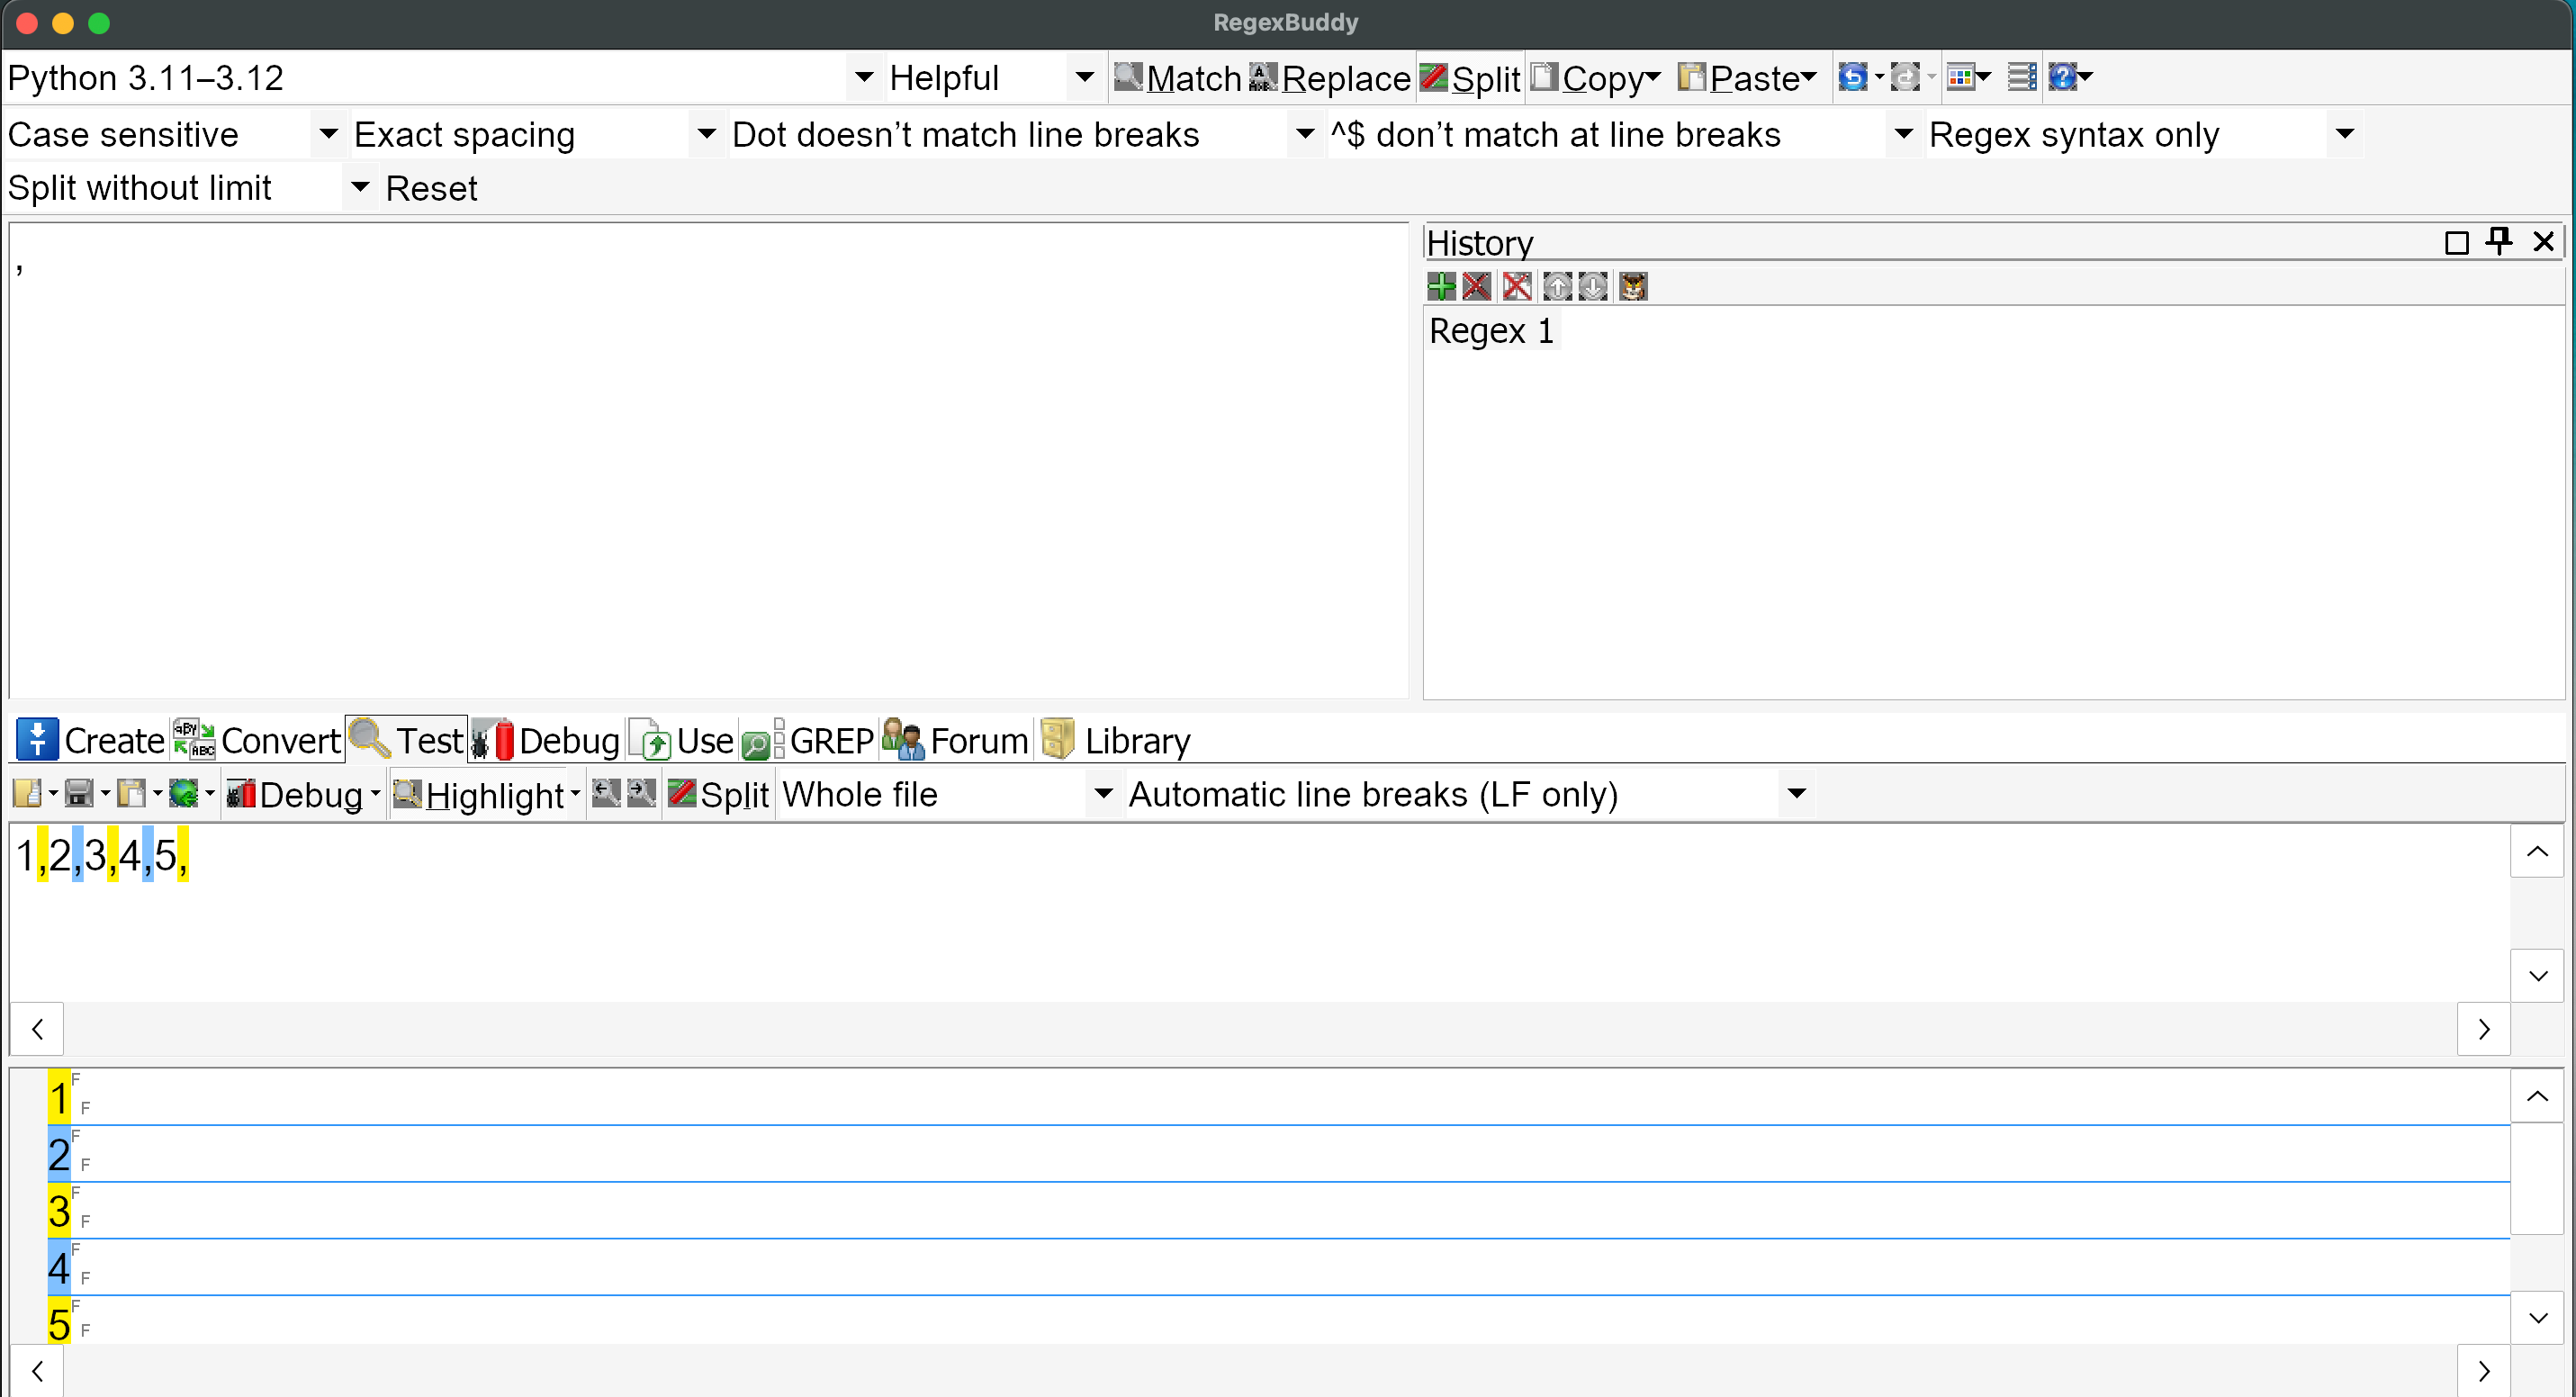 RegexBuddy
Python 3.11–3.12 Helpful Match Replace Split Copy Paste
Case sensitive Exact spacing Dot doesn’t match line breaks ^$ don’t match at line breaks Regex syntax only
Split without limit Reset
,
History
Regex 1
Create Convert Test Debug Use GREP Forum Library
Debug Highlight Split Whole file Automatic line breaks (LF only)
1,2,3,4,5,
1
2
3
4
5